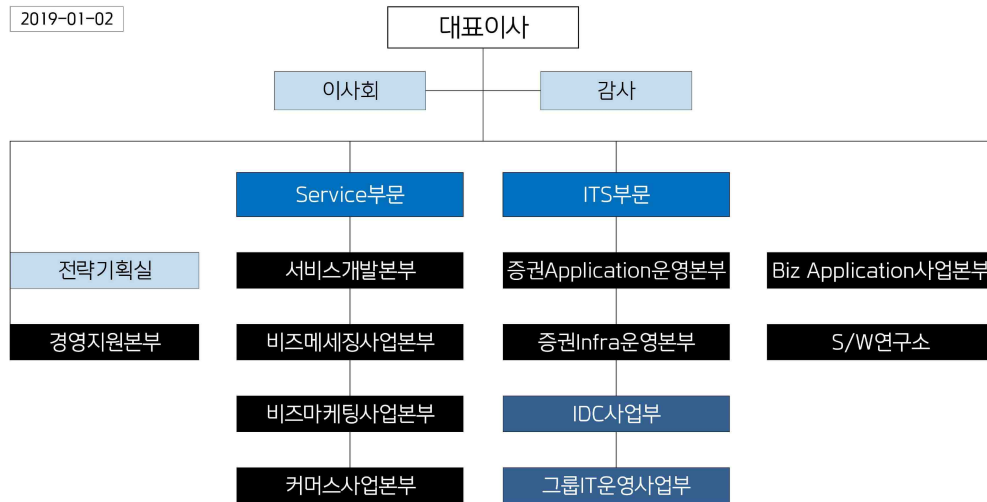 2019-01-02
대표이사
이사회
감사
Service부문
ITS부문
전략기획실
서비스개발본부
증권Application운영본부
Biz Application사업본부
경영지원본부
비즈메세징사업본부
증권Infra운영본부
S/W연구소
비즈마케팅사업본부
IDC사업부
커머스사업본부
그룹IT운영사업부